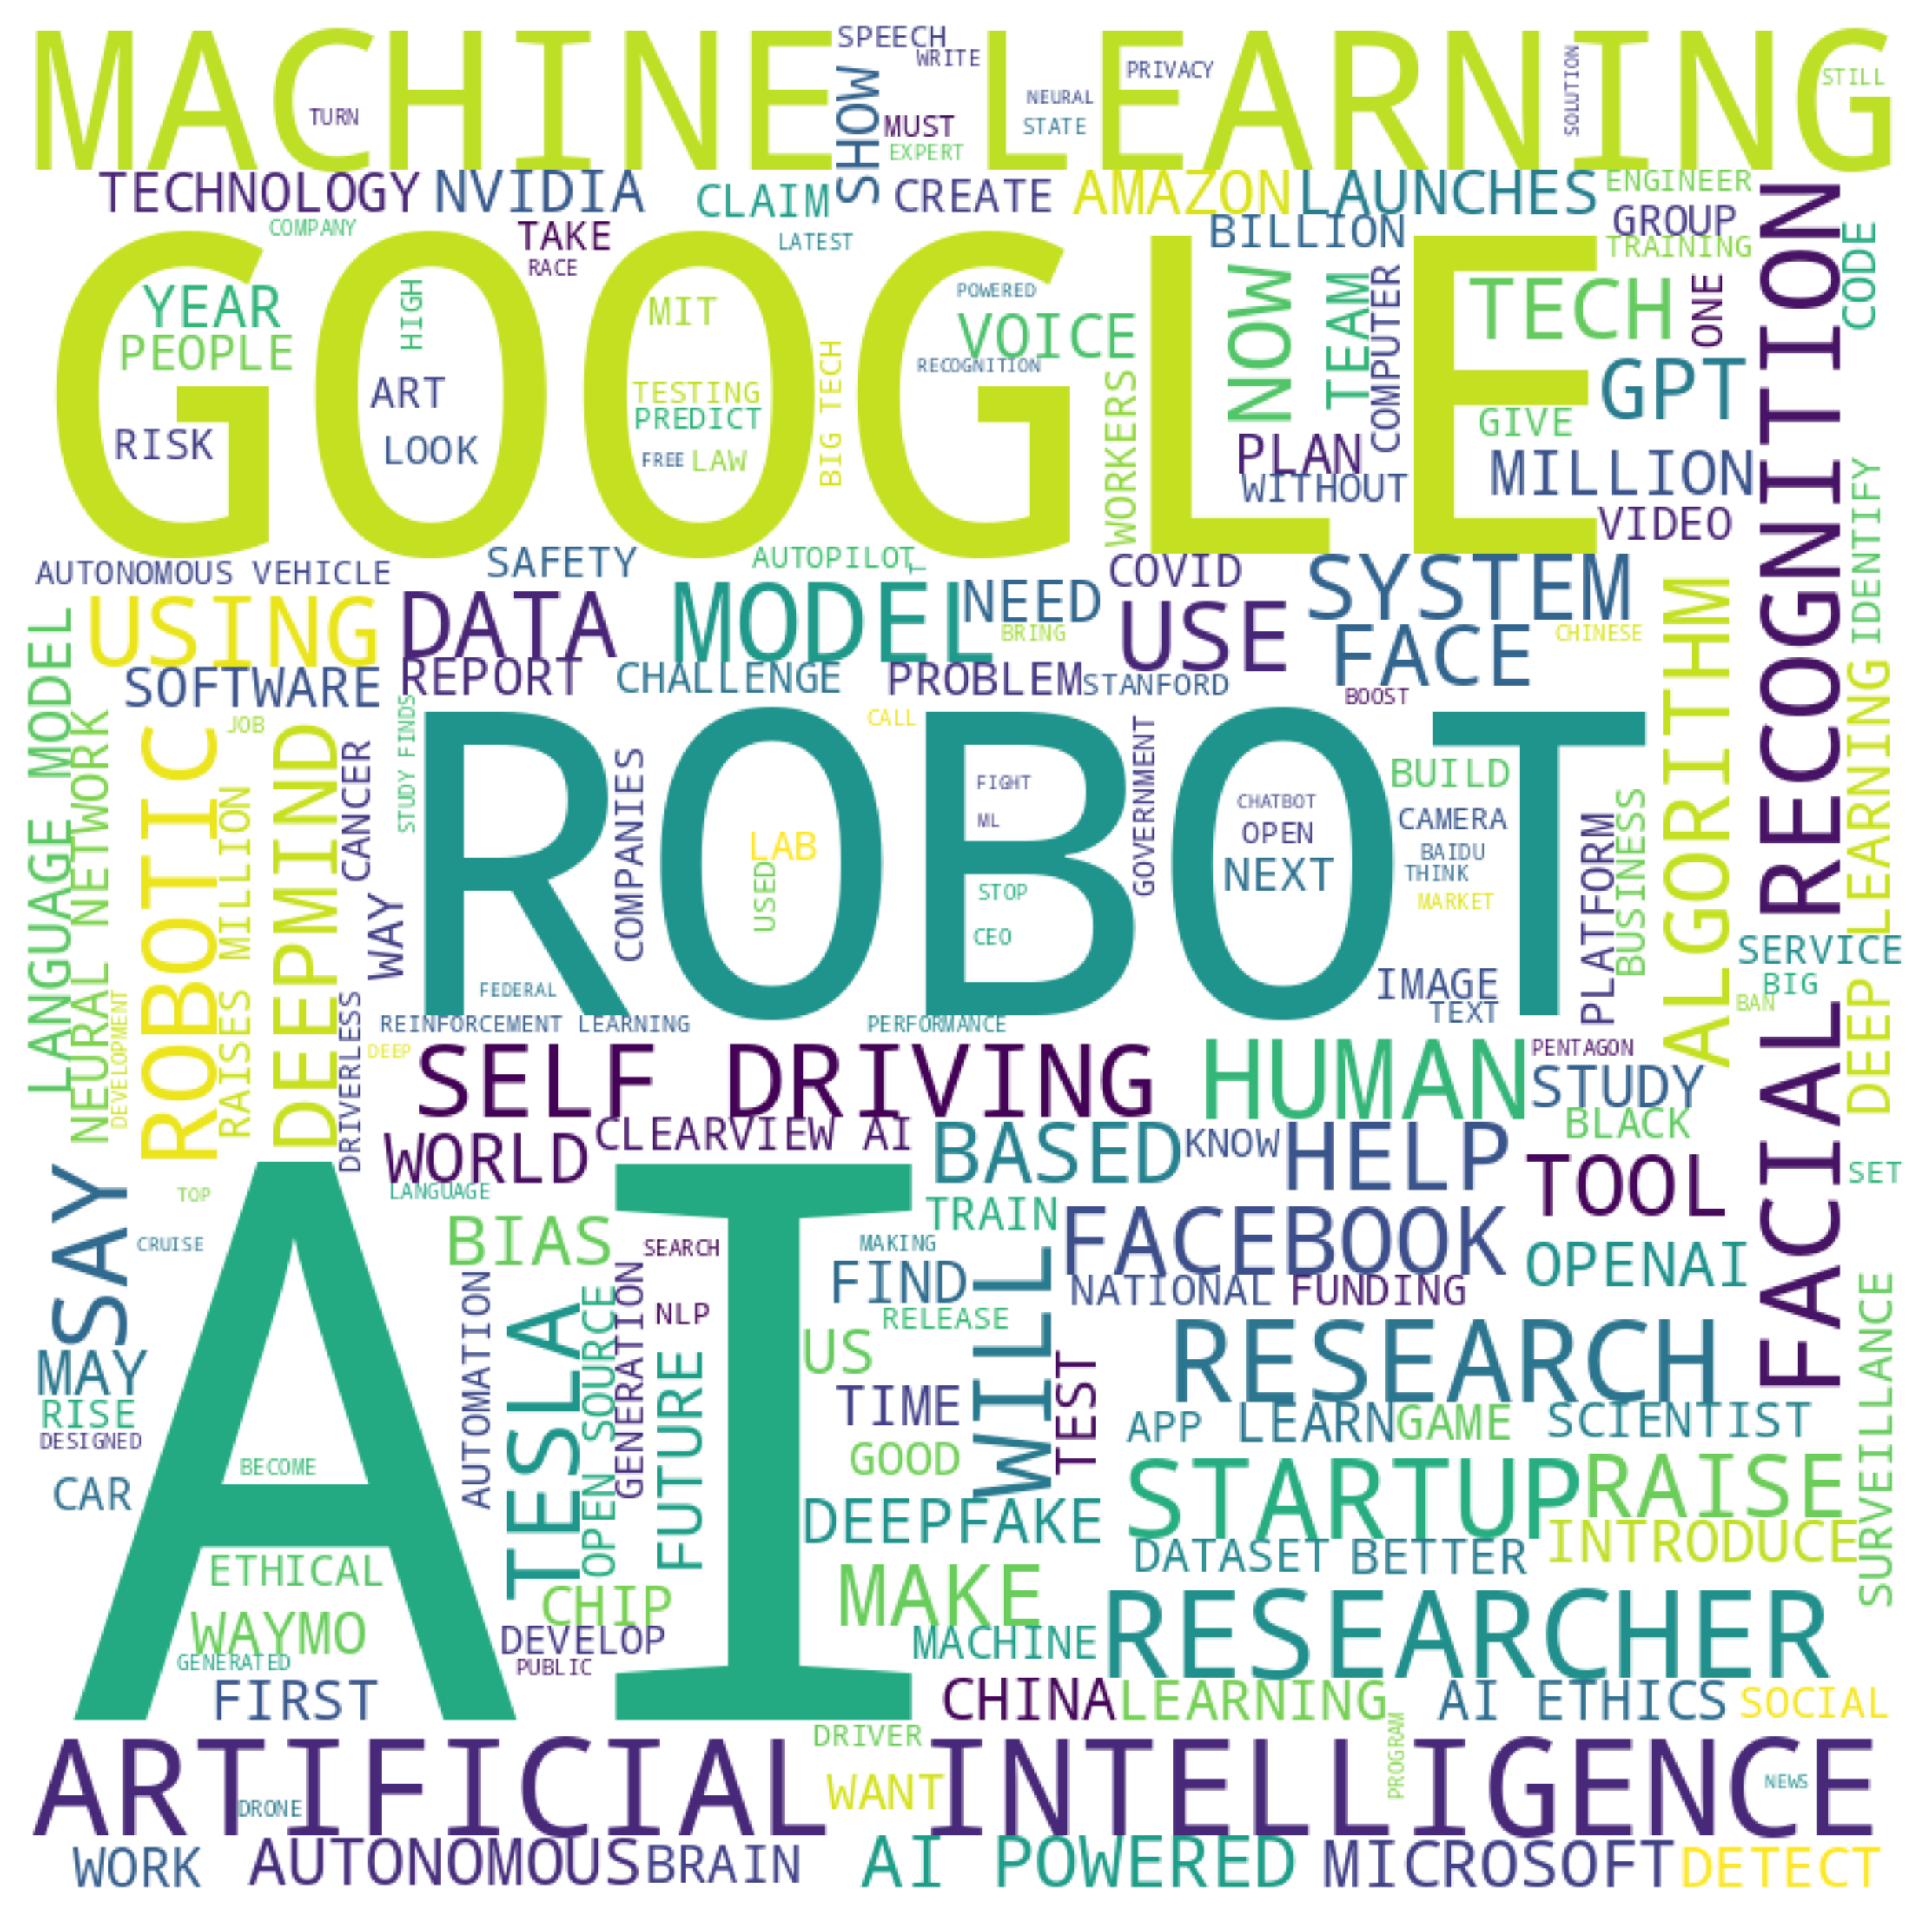 MACHINE LEARNING
SPEECH
WRITE
SHOW
MUST
EXPERT
TURN
NEURAL
STATE
PRIVACY
SOLUTION
STILL
TECHNOLOGY
NVIDIA
CLAIM
CREATE
AMAZON
LAUNCHES
ENGINEER
COMPANY
TAKE
RACE
LATEST
BILLION
GROUP
TRAINING
GOOGLE
YEAR
PEOPLE
RISK
HIGH
ART
LOOK
MIT
TESTING
PREDICT
FREE
LAW
BIG TECH
POWERED
VOICE
RECOGNITION
WORKERS
NOW
TEAM
COMPUTER
PLAN
WITHOUT
TECH
ONE
GPT
GIVE
MILLION
VIDEO
CODE
FACIAL RECOGNITION
IDENTIFY
AUTONOMOUS VEHICLE
SAFETY
AUTOPILOT
T
COVID
SYSTEM
USING
DATA
MODEL
NEED
BRING
USE
FACE
CHINESE
SOFTWARE
REPORT
CHALLENGE
PROBLEM
STANFORD
BOOST
ALGORITHM
DEEP LEARNING
LANGUAGE MODEL
NEURAL NETWORK
DEVELOPMENT
ROBOTIC
JOB
RAISES MILLION
DEEPMIND
CANCER
DRIVERLESS
WAY
STUDY FINDS
ROBOT
COMPANIES
CALL
LAB
USED
FIGHT
ML
STOP
CEO
GOVERNMENT
CHATBOT
OPEN
NEXT
BUILD
CAMERA
BAIDU
THINK
MARKET
PLATFORM
BUSINESS
SERVICE
BIG
BAN
FEDERAL
IMAGE
TEXT
REINFORCEMENT LEARNING
PERFORMANCE
DEEP
SELF DRIVING
HUMAN
PENTAGON
STUDY
BLACK
WORLD
CLEARVIEW AI
BASED
KNOW
HELP
TOOL
SET
SAY
TOP
CRUISE
LANGUAGE
AI
BIAS
SEARCH
TRAIN
MAKING
FIND
RELEASE
WILL
FACEBOOK
NATIONAL
FUNDING
OPENAI
AUTOMATION
TESLA
OPEN SOURCE
GENERATION
NLP
FUTURE
US
TIME
GOOD
TEST
RESEARCH
SURVEILLANCE
MAY
RISE
DESIGNED
CAR
BECOME
APP
LEARN
GAME
SCIENTIST
DEEPFAKE
STARTUP
RAISE
DATASET
BETTER
INTRODUCE
ETHICAL
WAYMO
GENERATED
CHIP
DEVELOP
PUBLIC
MAKE
MACHINE
RESEARCHER
FIRST
CHINA
LEARNING
AI ETHICS
SOCIAL
DRIVER
PROGRAM
ARTIFICIAL INTELLIGENCE
WANT
DRONE
NEWS
WORK
AUTONOMOUS
BRAIN
AI POWERED
MICROSOFT
DETECT